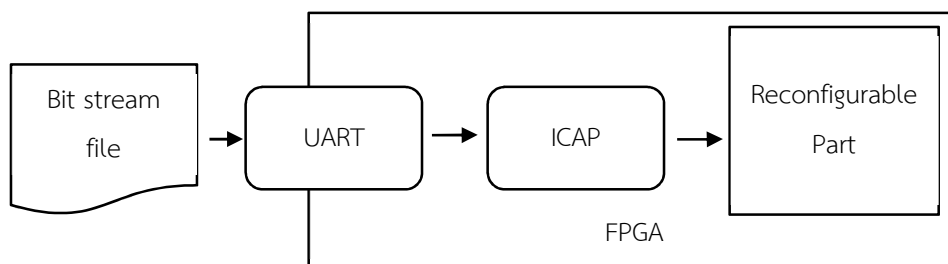 Bit stream
file
UART
ICAP
Reconfigurable
Part
FPGA